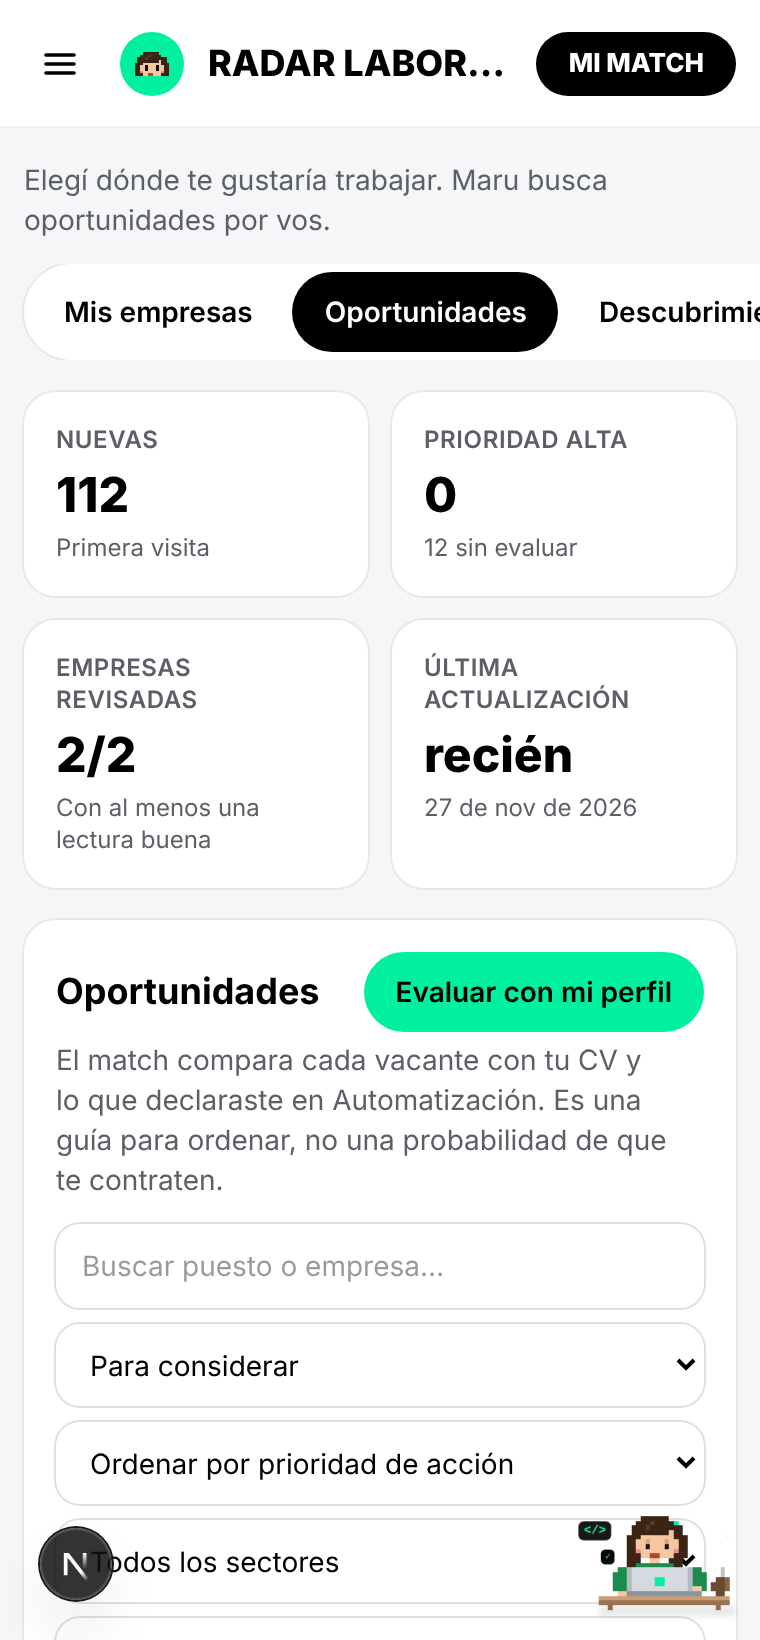 RADAR LABOR...
MI MATCH
Elegí dónde te gustaría trabajar. Maru busca
oportunidades por vos.
Mis empresas
Oportunidades
Descubrimie
NUEVAS
112
Primera visita
PRIORIDAD ALTA
0
12 sin evaluar
EMPRESAS
REVISADAS
2/2
Con al menos una
lectura buena
ÚLTIMA
ACTUALIZACIÓN
recién
27 de nov de 2026
Oportunidades
Evaluar con mi perfil
El match compara cada vacante con tu CV y
lo que declaraste en Automatización. Es una
guía para ordenar, no una probabilidad de que
te contraten.
Buscar puesto o empresa...
Para considerar
Ordenar por prioridad de acción
</>
N
Todos los sectores